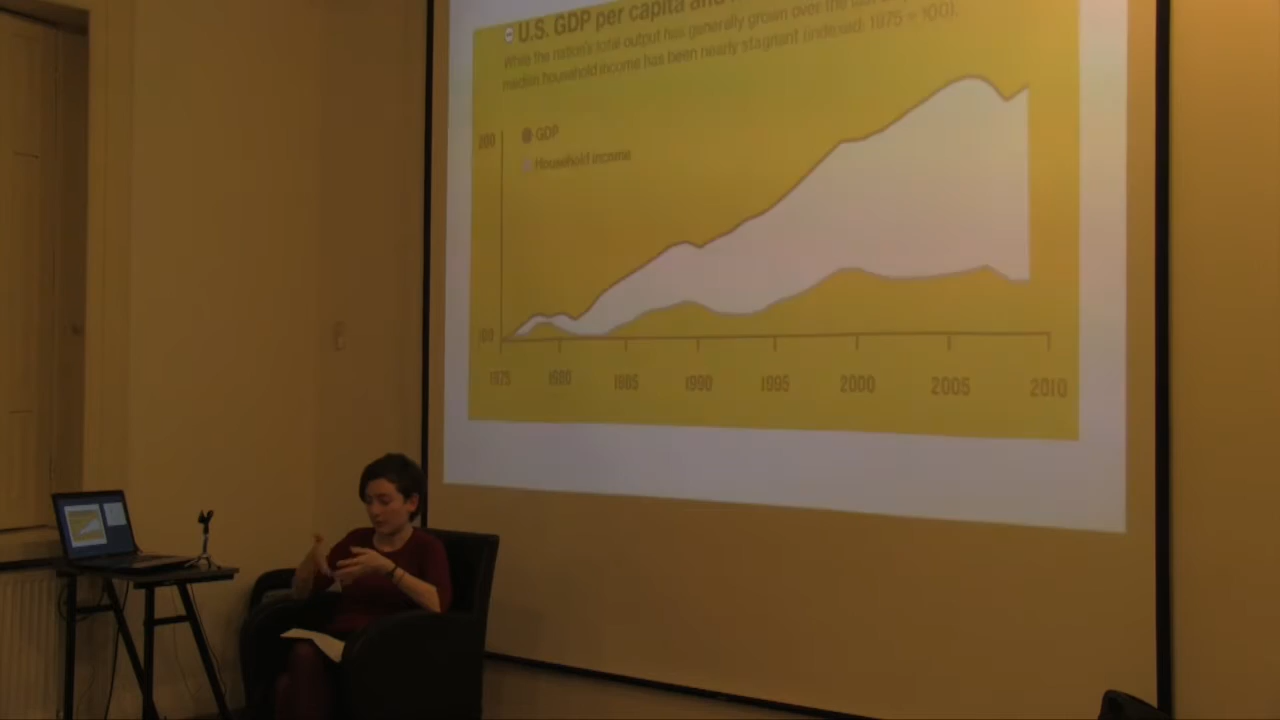 U.S. GDP per capita and
While the nation's total output has generally grown over the last
median household income has been nearly stagnant (indexed: 1975 = 100).
200
GDP
Household income
100
1975 1980 1985 1990 1995 2000 2005 2010